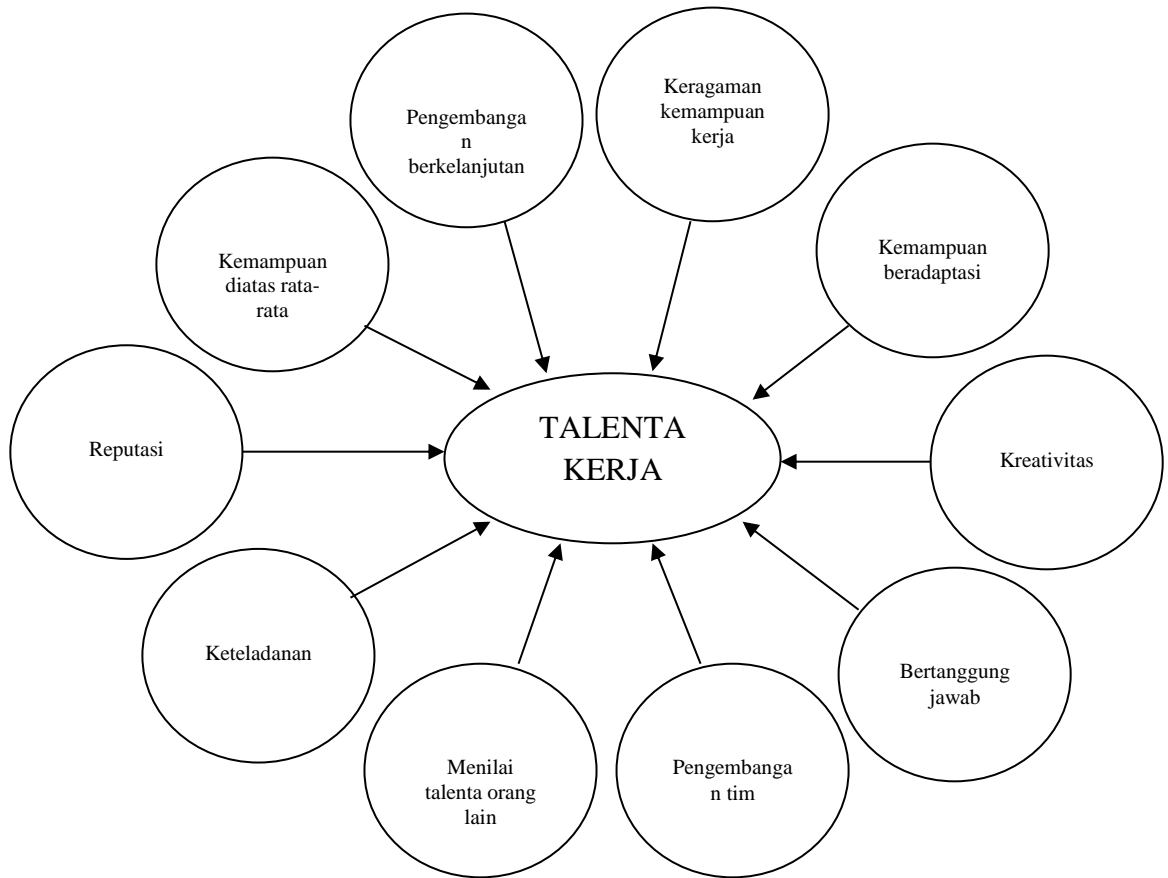 Keragaman
kemampuan
kerja
Pengembanga
n
berkelanjutan
Kemampuan
beradaptasi
Kemampuan
diatas rata-
rata
TALENTA
KERJA
Reputasi
Kreativitas
Keteladanan
Bertanggung
jawab
Menilai
talenta orang
lain
Pengembanga
n tim